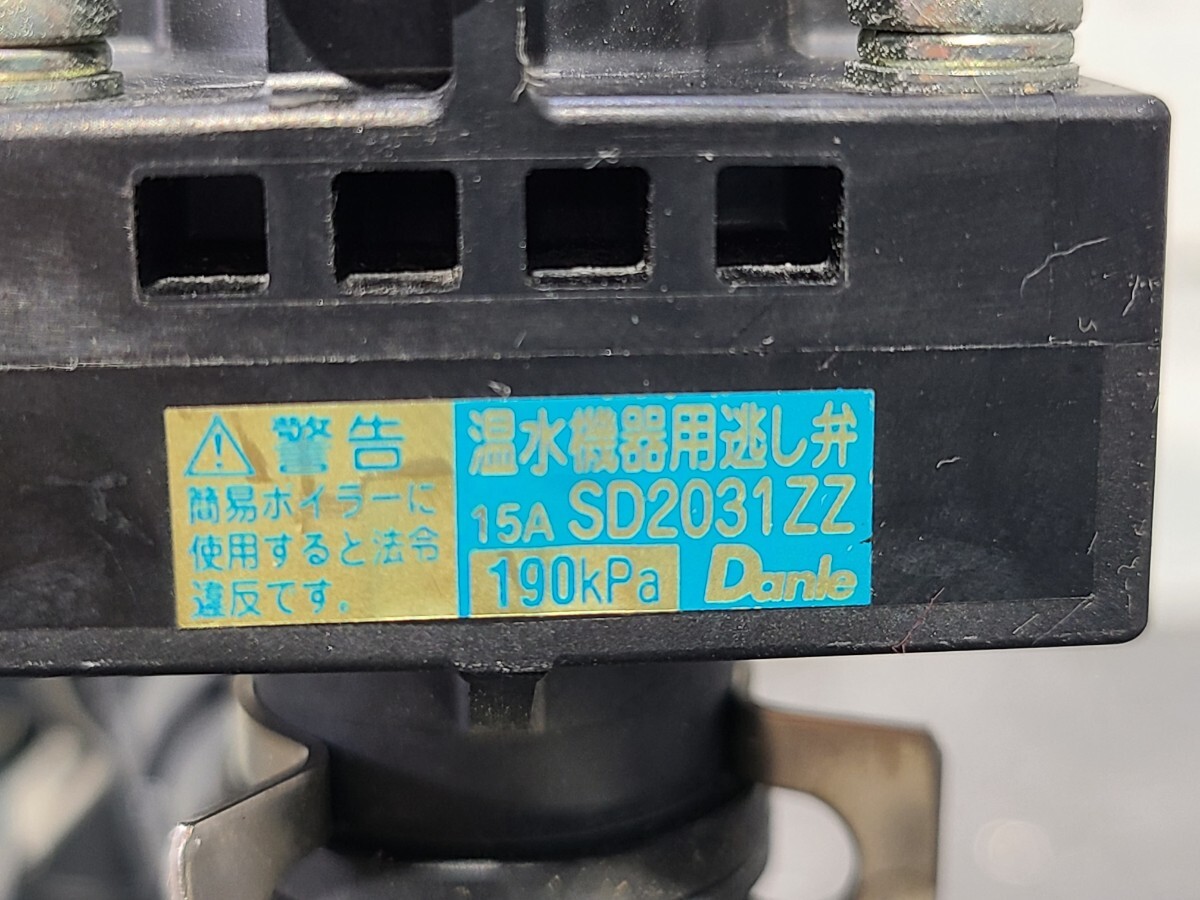 警告
簡易ボイラーに
使用すると法令
違反です。
温水機器用逃し弁
15A SD2031ZZ
190kPa Danle